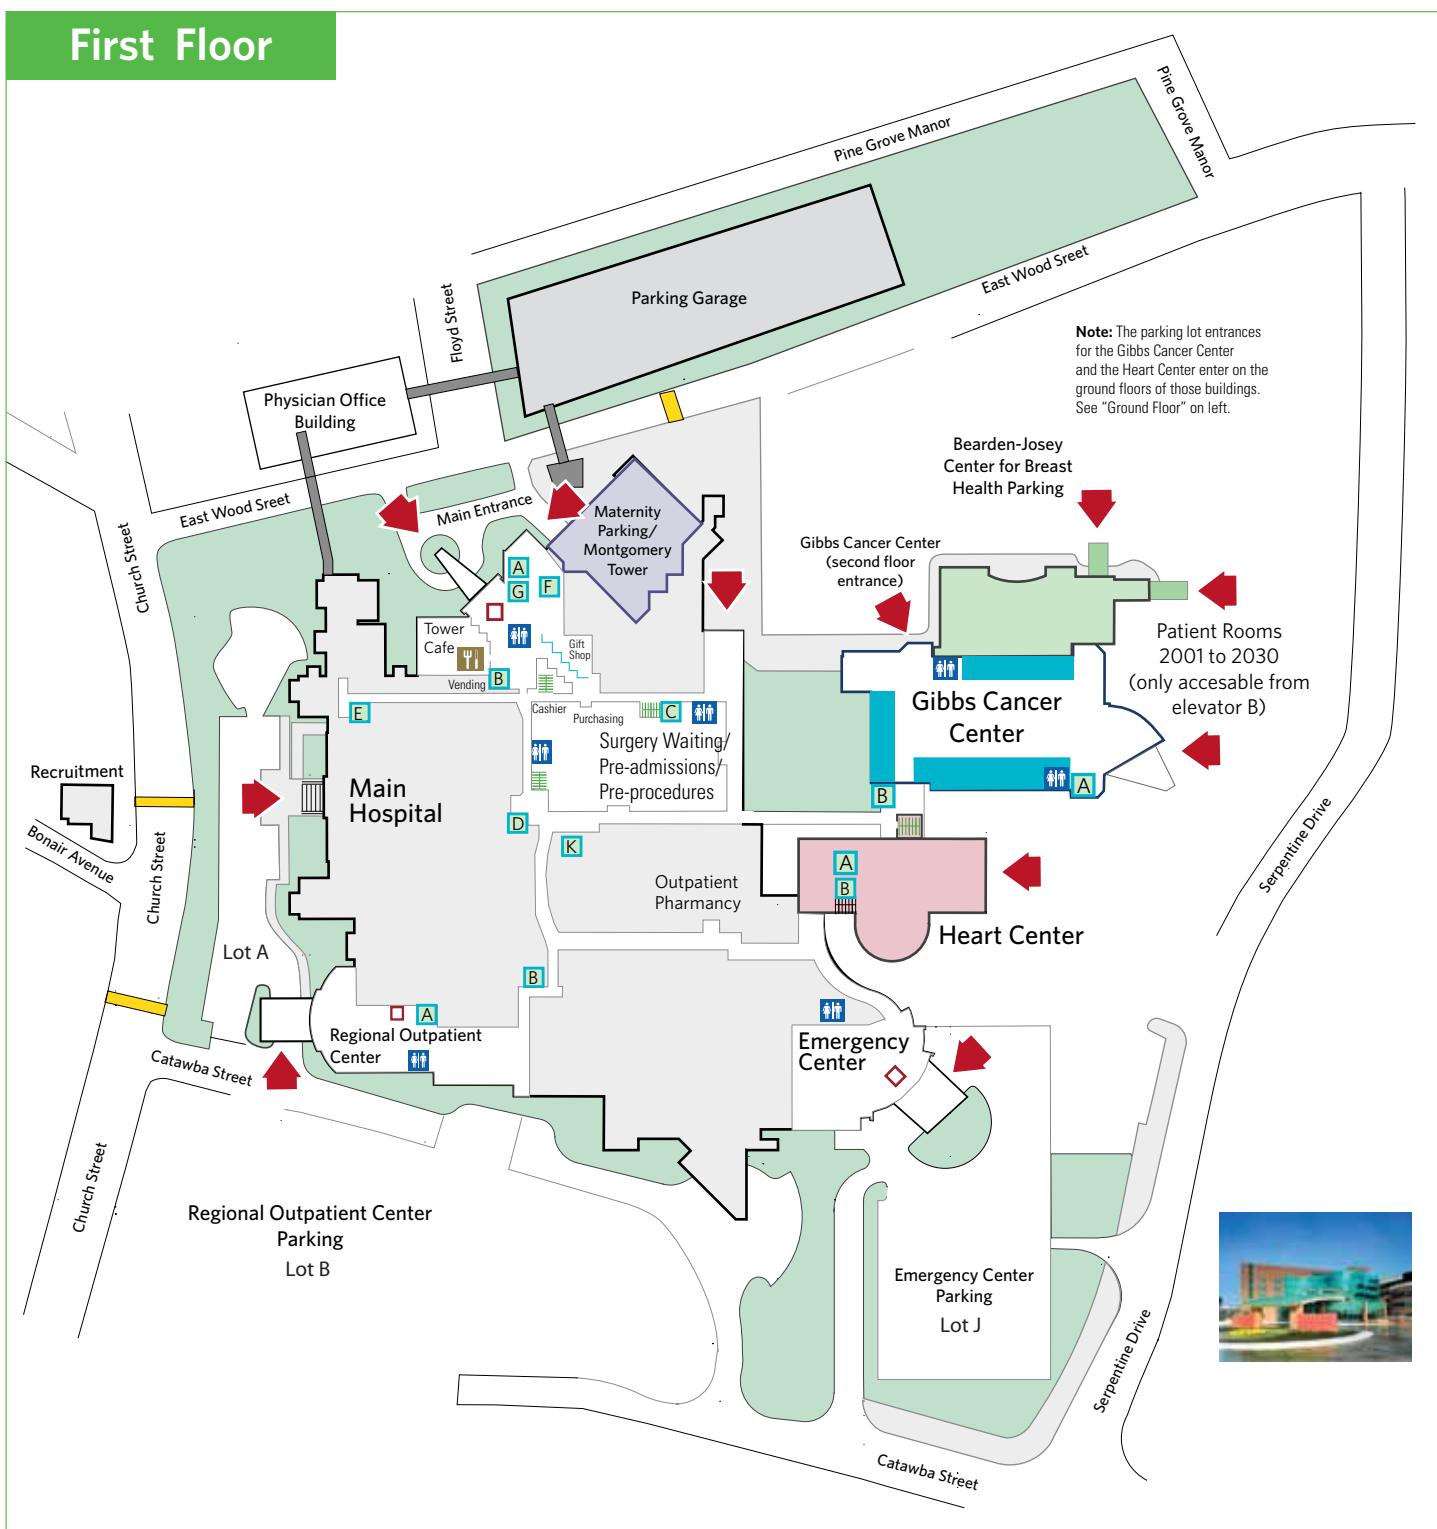 First Floor
Pine Grove Manor
Pine Grove Manor
East Wood Sreet
Floyd Street
Parking Garage
Note: The parking lot entrances
for the Gibbs Cancer Center
and the Heart Center enter on the
ground floors of those buildings.
See "Ground Floor" on left.
Physician Office
Building
Bearden-Josey
Center for Breast
Health Parking
East Wood Sreet
Main Entrance
Maternity
Parking/
Montgomery
Tower
Church Street
Gibbs Cancer Center
(second floor
entrance)
A
G
F
Tower
Cafe
Gift
Shop
Vending
B
Patient Rooms
2001 to 2030
(only accesable from
elevator B)
E
Cashier
Purchasing
C
Gibbs Cancer
Center
Surgery Waiting/
Pre-admissions/
Pre-procedures
Recruitment
Main
Hospital
A
B
D
K
Bonair Avenue
Church Street
Serpentine Drive
A
B
Outpatient
Pharmancy
Heart Center
Lot A
B
A
Regional Outpatient
Center
Emergency
Center
Catawba Street
Church Street
Regional Outpatient Center
Parking
Lot B
Emergency Center
Parking
Lot J
Serpentine Drive
Catawba Street